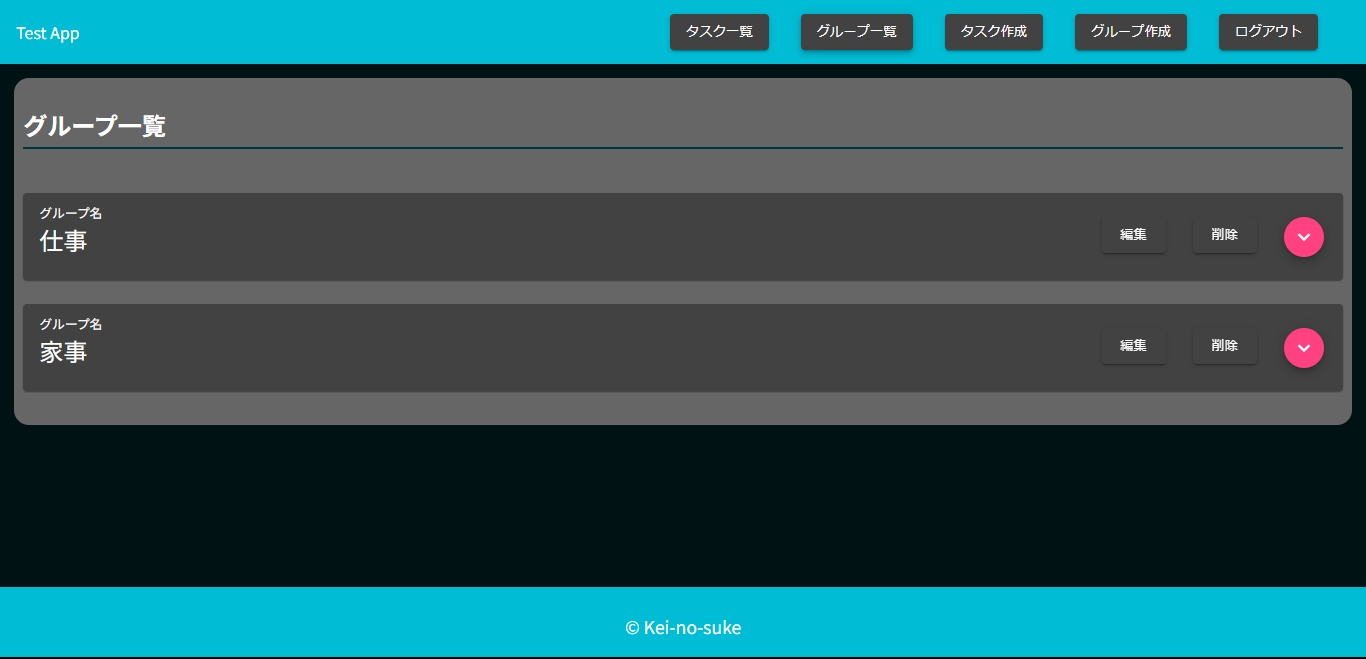 Test App
タスク一覧
グループ一覧
タスク作成
グループ作成
ログアウト
グループ一覧
グループ名
仕事
編集
削除
グループ名
家事
編集
削除
© Kei-no-suke